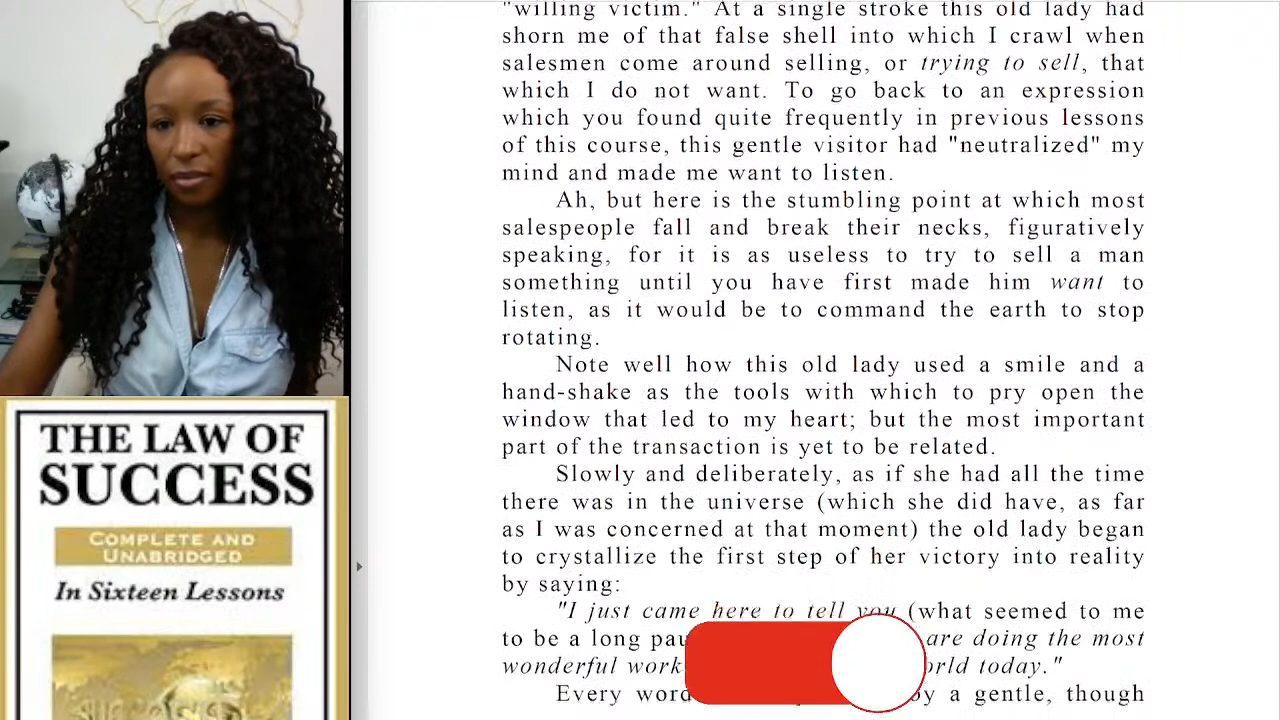 "willing victim." At a single stroke this old lady had
shorn me of that false shell into which I crawl when
salesmen come around selling, or trying to sell, that
which I do not want. To go back to an expression
which you found quite frequently in previous lessons
of this course, this gentle visitor had "neutralized" my
mind and made me want to listen.
Ah, but here is the stumbling point at which most
salespeople fall and break their necks, figuratively
speaking, for it is as useless to try to sell a man
something until you have first made him want to
listen, as it would be to command the earth to stop
rotating.
Note well how this old lady used a smile and a
hand-shake as the tools with which to pry open the
window that led to my heart; but the most important
part of the transaction is yet to be related.
Slowly and deliberately, as if she had all the time
there was in the universe (which she did have, as far
as I was concerned at that moment) the old lady began
to crystallize the first step of her victory into reality
by saying:
"I just came here to tell you (what seemed to me
to be a long are doing the most
wonderful work today."
Every word by a gentle, though
THE LAW OF
SUCCESS
COMPLETE AND
UNABRIDGED
In Sixteen Lessons